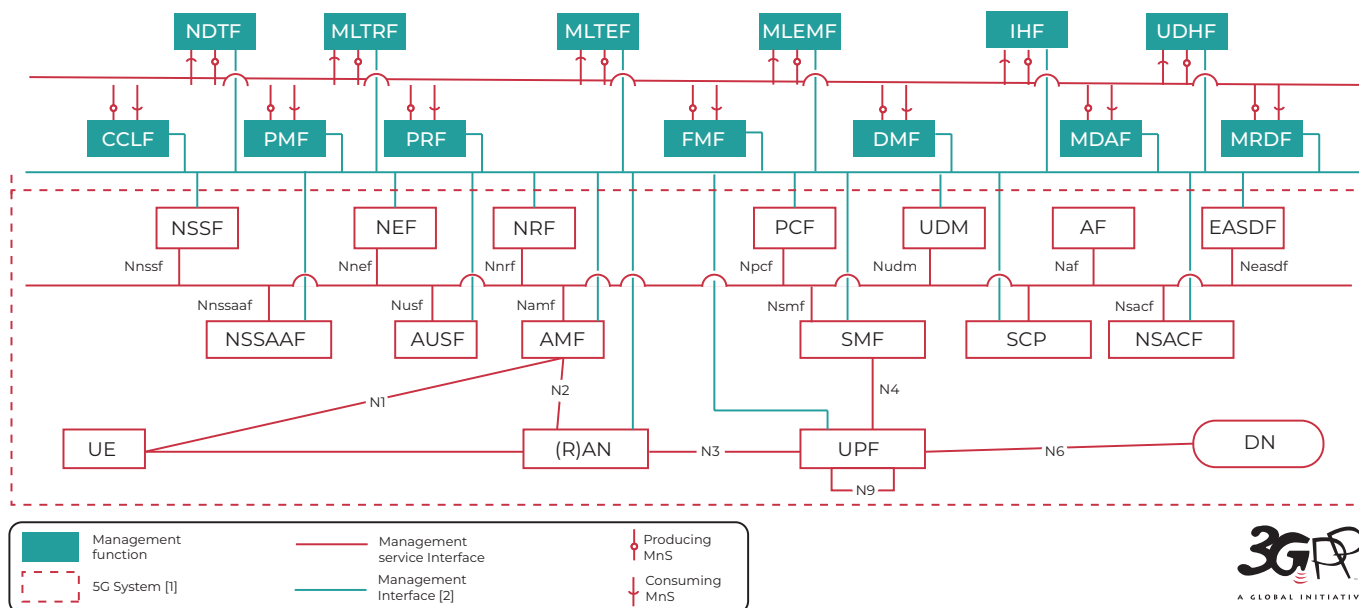 NDTF
MLTRF
MLTEF
MLEMF
IHF
UDHF
CCLF
PMF
PRF
FMF
DMF
MDAF
MRDF
NSSF
NEF
NRF
PCF
UDM
AF
EASDF
Nnssf
Nnef
Nnrf
Npcf
Nudm
Naf
Neasdf
Nnssaaf
Nusf
Namf
Nsmf
Nsacf
NSSAAF
AUSF
AMF
SMF
SCP
NSACF
N1
N2
N4
UE
(R)AN
N3
UPF
N6
DN
N9
Management
function
5G System [1]
Management
service Interface
Management
Interface [2]
Producing
MnS
Consuming
MnS
3GPP
A GLOBAL INITIATIVE